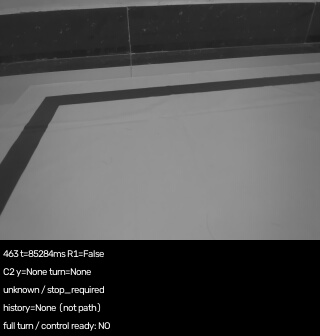 463 t=85284ms R1=False
C2 y=None turn=None
unknown / stop_required
history=None (not path)
full turn / control ready: NO